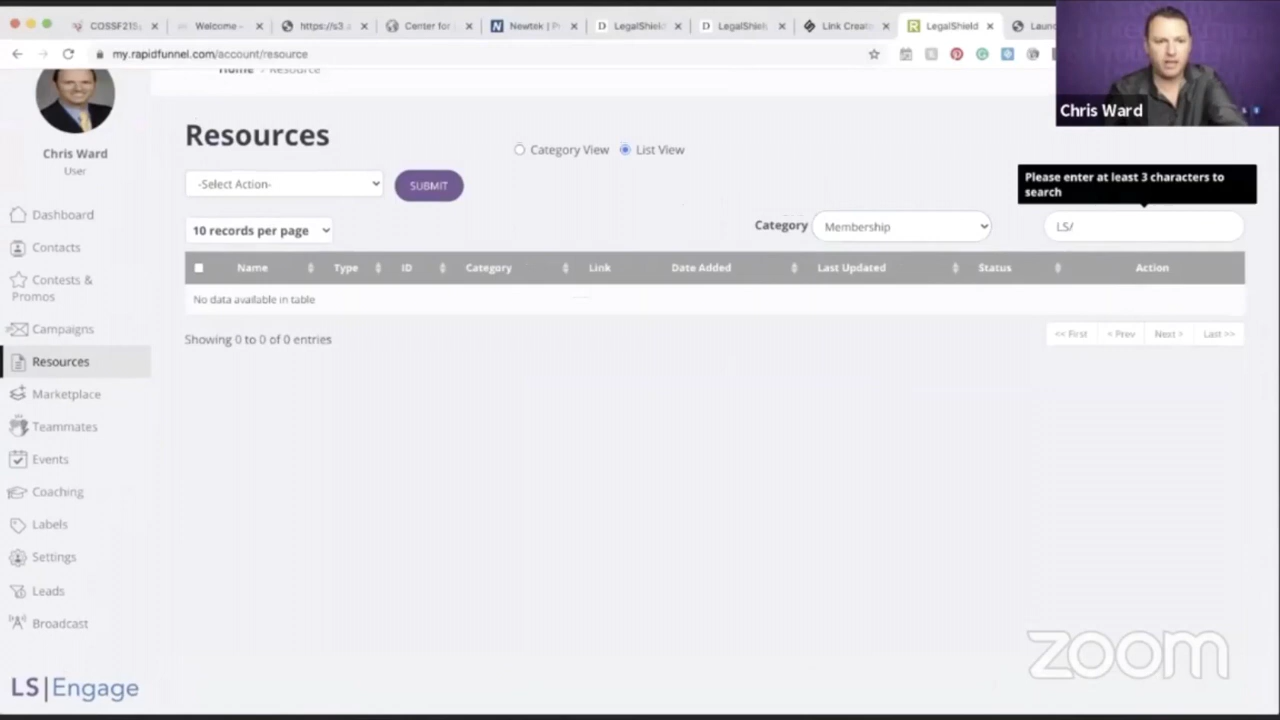 COSSF215
Welcome -
https://s3.
Center for
Newtek | P
LegalShield
LegalShield
Link Creat
LegalShield
Laun
my.rapidfunnel.com/account/resource
Home / Resource
Chris Ward
Chris Ward
User
Resources
Category View
List View
-Select Action-
SUBMIT
Please enter at least 3 characters to
search
10 records per page
Category
Membership
LS/
Name
Type
ID
Category
Link
Date Added
Last Updated
Status
Action
No data available in table
Showing 0 to 0 of 0 entries
<< First
< Prev
Next >
Last >>
Dashboard
Contacts
Contests &
Promos
Campaigns
Resources
Marketplace
Teammates
Events
Coaching
Labels
Settings
Leads
Broadcast
LS|Engage
zoom